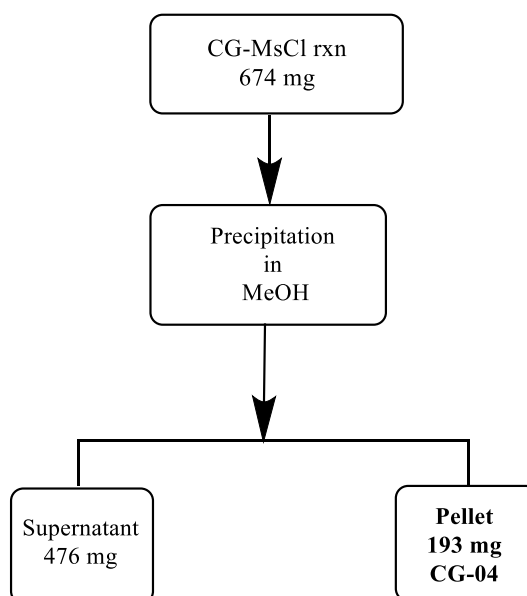 CG-MsCl rxn
674 mg
Precipitation
in
MeOH
Supernatant
476 mg
Pellet
193 mg
CG-04